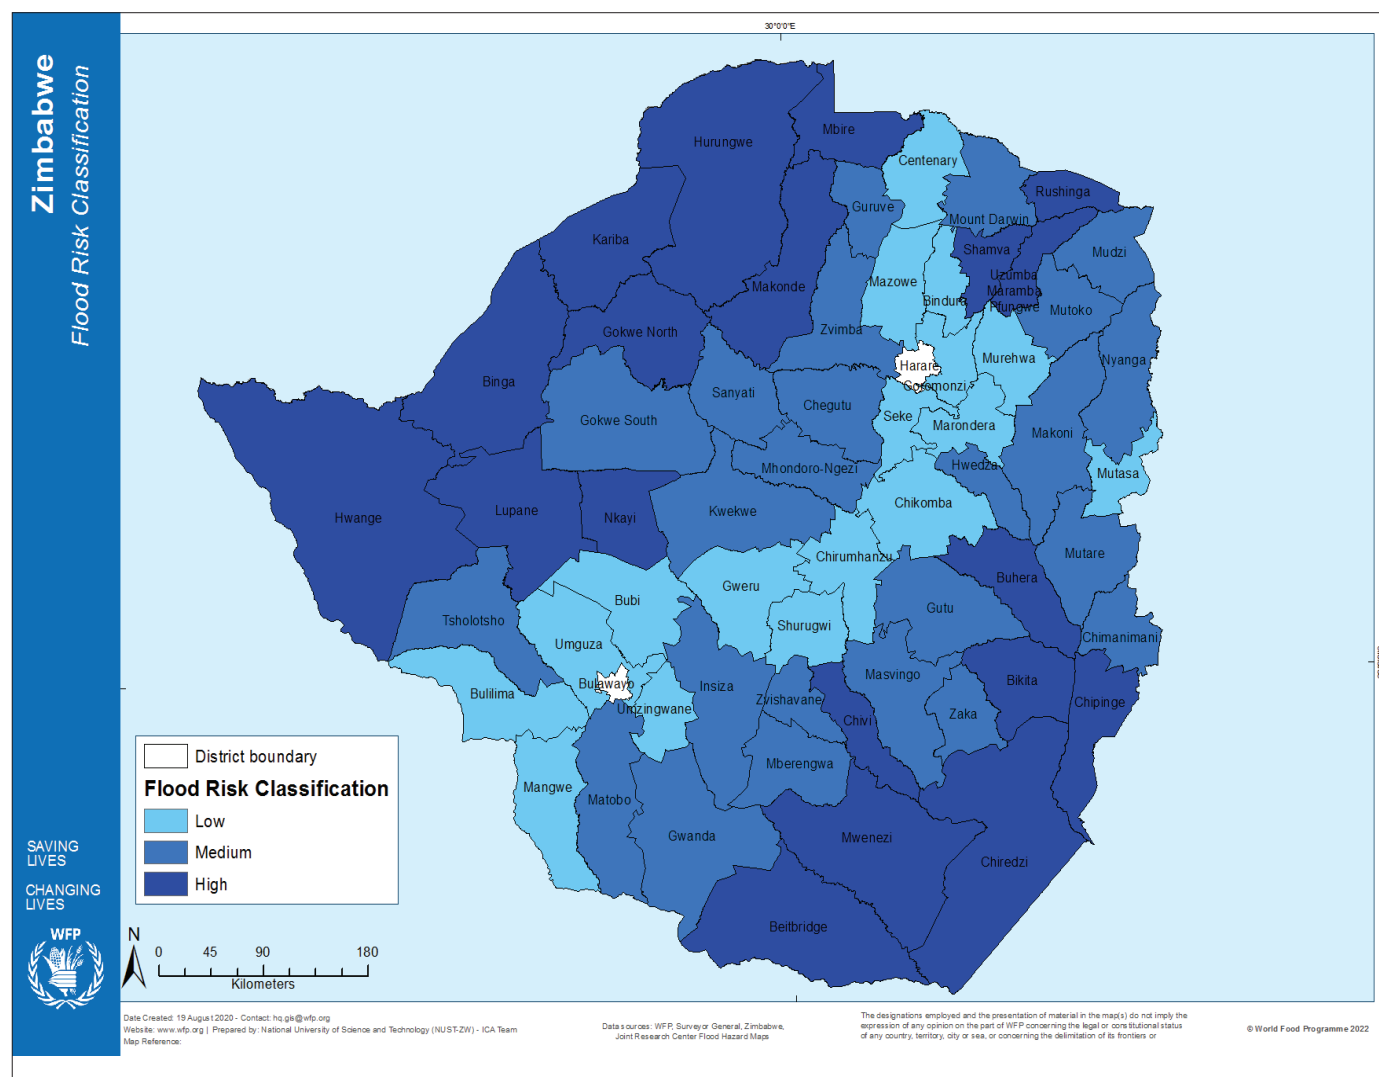 Zimbabwe
Flood Risk Classification
30°0'0"E
Hurungwe
Mbire
Centenary
Rushinga
Guruve
Mount Darwin
Kariba
Shamva
Mudzi
Makonde
Mazowe
Uzumba
Maramba
Pfungwe
Bindura
Mutoko
Gokwe North
Zvimba
Harare
Murehwa
Nyanga
Binga
Goromonzi
Sanyati
Chegutu
Gokwe South
Seke
Marondera
Makoni
Mhondoro-Ngezi
Hwedza
Mutasa
Hwange
Lupane
Nkayi
Kwekwe
Chikomba
Chirumhanzu
Mutare
Buhera
Gweru
Bubi
Gutu
Tsholotsho
Shurugwi
Chimanimani
Umguza
Masvingo
Bulawayo
Insiza
Bikita
Bulilima
Zvishavane
Chipinge
Umzingwane
Chivi
Zaka
Mberengwa
Mangwe
Matobo
Gwanda
Mwenezi
Chiredzi
Beitbridge
District boundary
Flood Risk Classification
Low
Medium
High
SAVING
LIVES
CHANGING
LIVES
WFP
N
0 45 90 180
Kilometers
Date Created: 19 August 2020 - Contact: hq.gis@wfp.org
Website: www.wfp.org | Prepared by: National University of Science and Technology (NUST-ZW) - ICA Team
Map Reference:
Data sources: WFP, Surveyor General, Zimbabwe,
Joint Research Center Flood Hazard Maps
The designations employed and the presentation of material in the map(s) do not imply the
expression of any opinion on the part of WFP concerning the legal or constitutional status
of any country, territory, city or sea, or concerning the delimitation of its frontiers or
© World Food Programme 2022